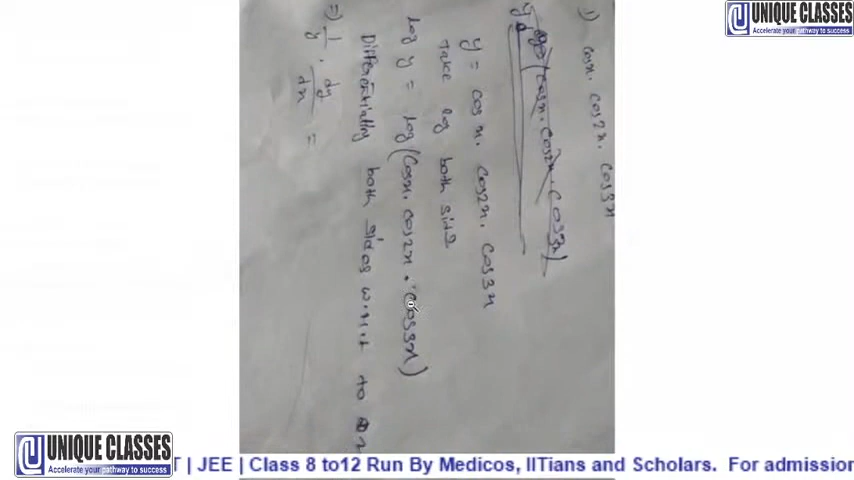 UNIQUE CLASSES
Accelerate your pathway to success
1) cosx. cos2x. cos3x
y = cosx. cos2x. cos3x
Take log both side
log y = log(cosx. cos2x. cos3x)
Differentiating both sides w.r.t to
=) 1/y . dy/dx =
UNIQUE CLASSES
Accelerate your pathway to success
T | JEE | Class 8 to12 Run By Medicos, IITians and Scholars. For admission